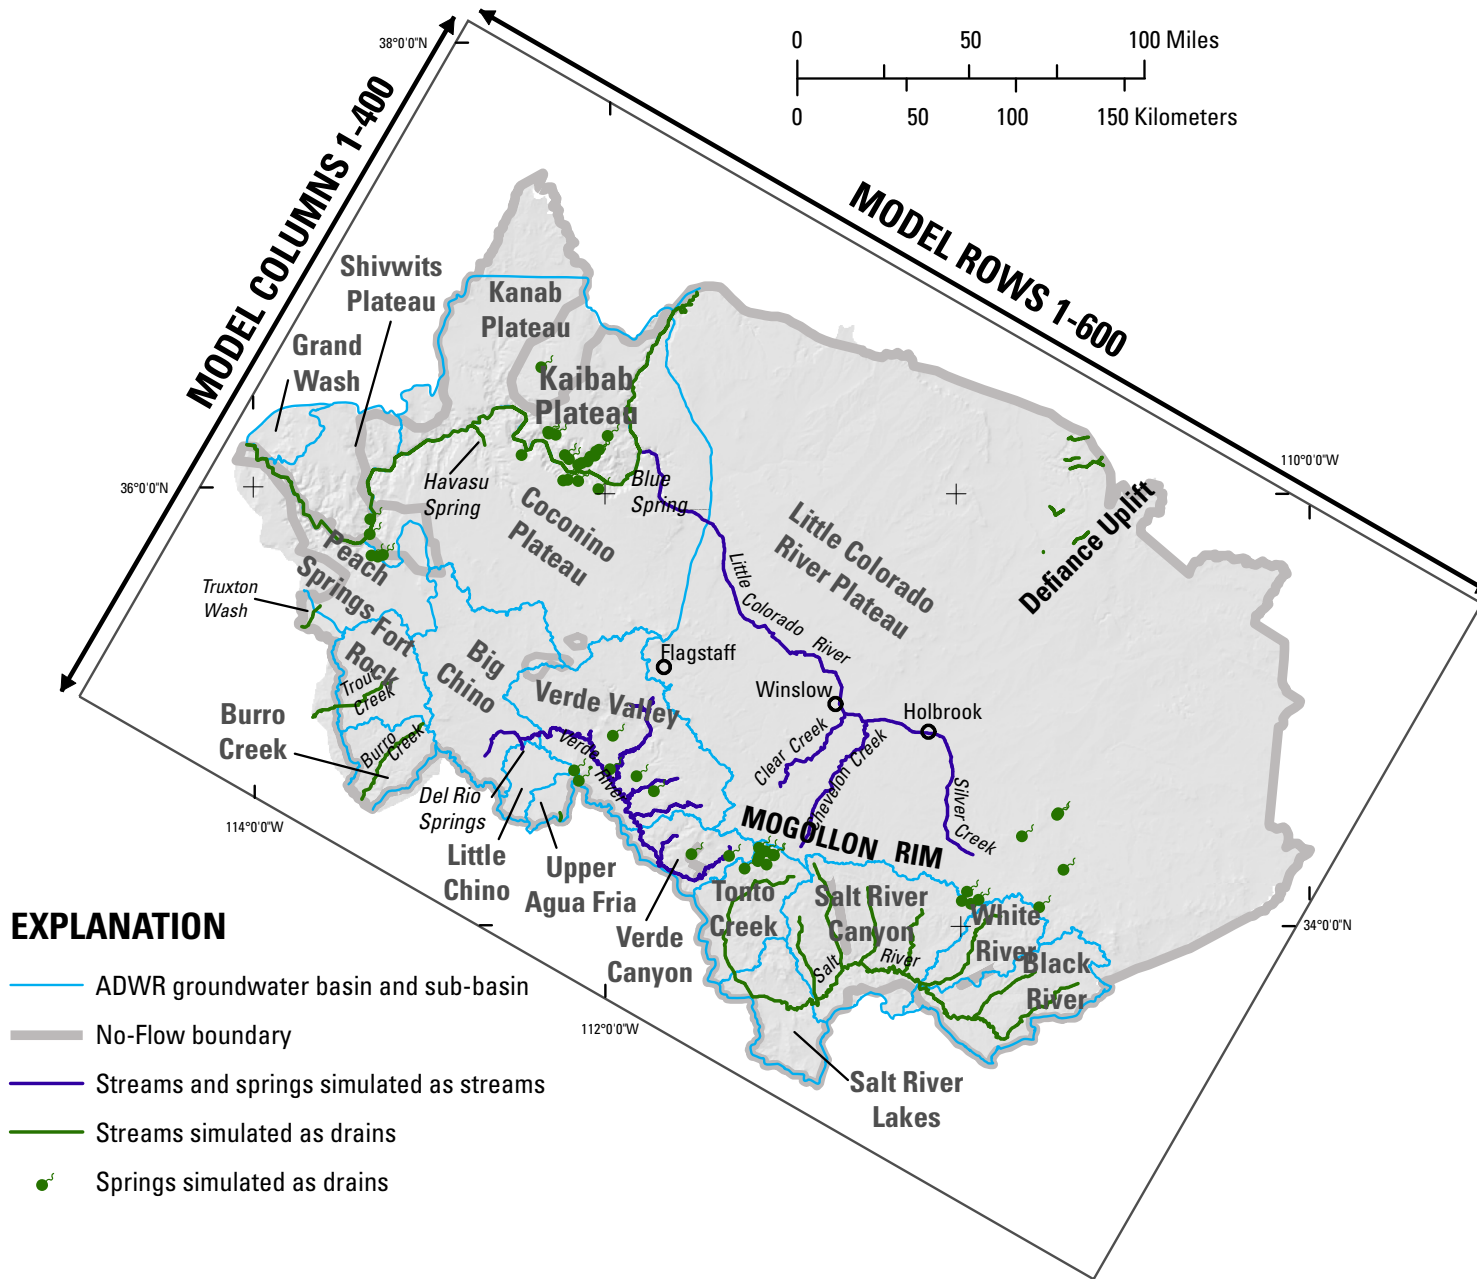 38°0'0"N
0 50 100 Miles
0 50 100 150 Kilometers
MODEL COLUMNS 1-400
MODEL ROWS 1-600
Shivwits
Plateau
Kanab
Plateau
Grand
Wash
Kaibab
Plateau
36°0'0"N
110°0'0"W
Havasu
Spring
Blue
Spring
Coconino
Plateau
Little Colorado
River Plateau
Defiance Uplift
Peach
Springs
Truxton
Wash
Little
Colorado River
Fort
Rock
Big
Chino
Flagstaff
Trout
Creek
Verde Valley
Winslow
Holbrook
Burro
Creek
Burro
Creek
Verde
River
Clear Creek
Chevelon Creek
Silver Creek
Del Rio
Springs
114°0'0"W
MOGOLLON RIM
Little
Chino
Upper
Agua Fria
Verde
Canyon
Tonto
Creek
Salt River
Canyon
White
River
Black
River
Salt
River
34°0'0"N
112°0'0"W
Salt River
Lakes
EXPLANATION
ADWR groundwater basin and sub-basin
No-Flow boundary
Streams and springs simulated as streams
Streams simulated as drains
Springs simulated as drains